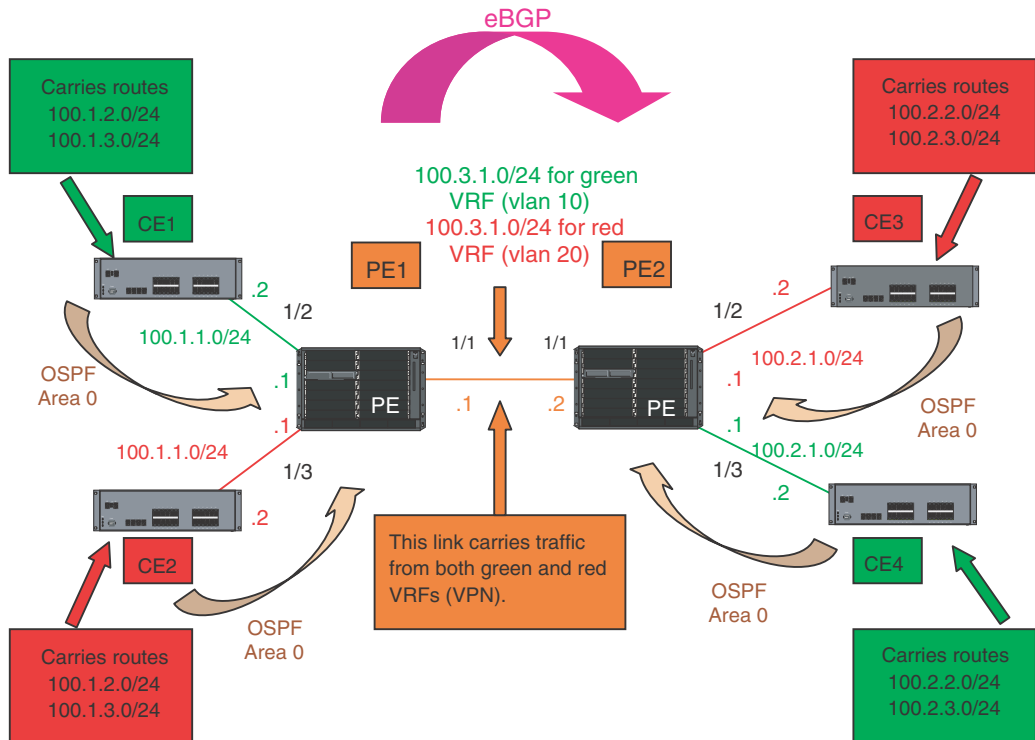 eBGP
Carries routes
100.1.2.0/24
100.1.3.0/24
Carries routes
100.2.2.0/24
100.2.3.0/24
100.3.1.0/24 for green
VRF (vlan 10)
100.3.1.0/24 for red
VRF (vlan 20)
CE1
CE3
PE1
PE2
.2
1/2
100.1.1.0/24
OSPF
Area 0
.1
.1
100.1.1.0/24
1/3
.2
PE
1/1
1/1
.1
.2
PE
.2
1/2
100.2.1.0/24
.1
OSPF
Area 0
.1
100.2.1.0/24
1/3
.2
CE2
OSPF
Area 0
This link carries traffic
from both green and red
VRFs (VPN).
OSPF
Area 0
CE4
Carries routes
100.1.2.0/24
100.1.3.0/24
Carries routes
100.2.2.0/24
100.2.3.0/24